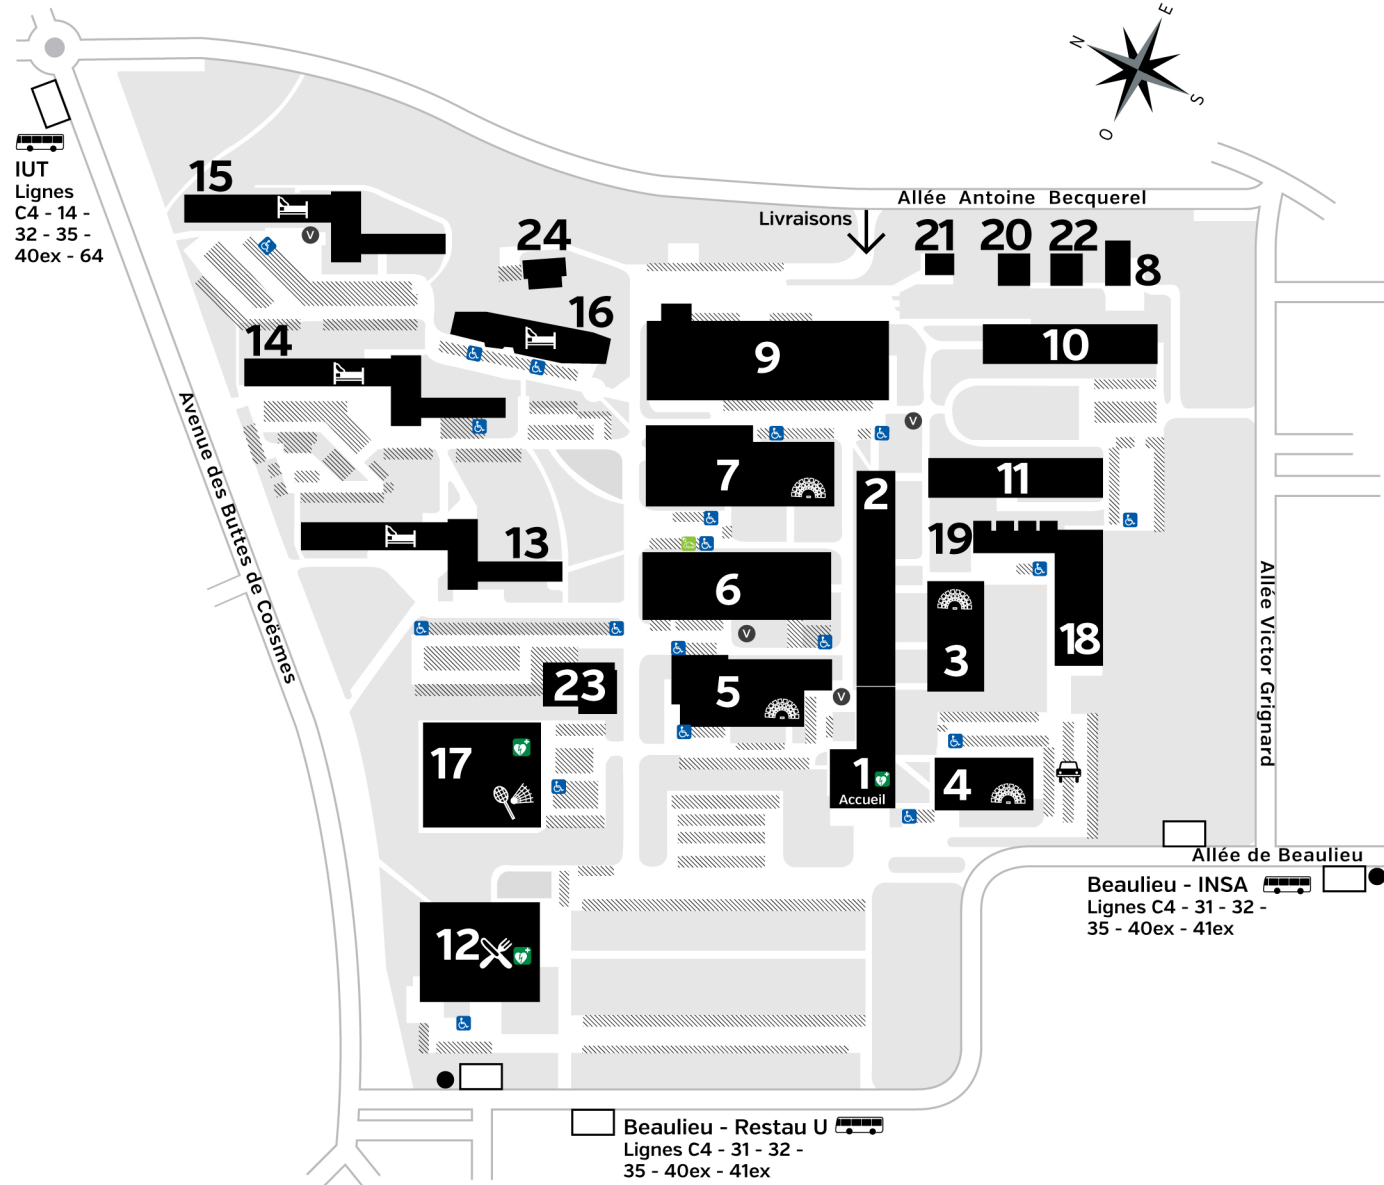 E
N
S
O
IUT
Lignes
C4 - 14 -
32 - 35 -
40ex - 64
15
V
24
16
14
13
Avenue des Buttes de Coësmes
Allée Antoine Becquerel
Livraisons
21
20
22
8
9
10
V
7
2
11
19
6
V
3
18
5
V
23
17
1
Accueil
4
12
Allée Victor Grignard
Allée de Beaulieu
Beaulieu - INSA
Lignes C4 - 31 - 32 -
35 - 40ex - 41ex
Beaulieu - Restau U
Lignes C4 - 31 - 32 -
35 - 40ex - 41ex